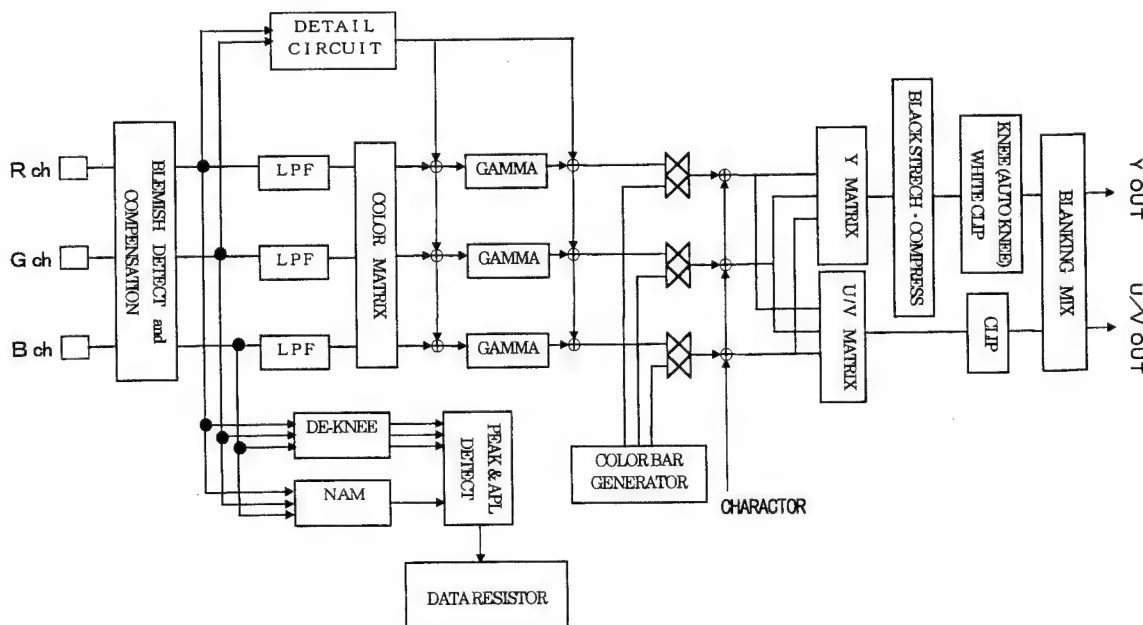 DETAIL
CIRCUIT
R ch
G ch
B ch
BLEMISH DETECT and
COMPENSATION
LPF
LPF
LPF
COLOR MATRIX
GAMMA
GAMMA
GAMMA
DE-KNEE
NAM
PEAK & APL
DETECT
DATA RESISTOR
COLOR BAR
GENERATOR
CHARACTOR
Y MATRIX
U/V MATRIX
BLACK STRECH · COMPRESS
KNEE (AUTO KNEE)
WHITE CLIP
CLIP
BLANKING MIX
Y OUT
U/V OUT